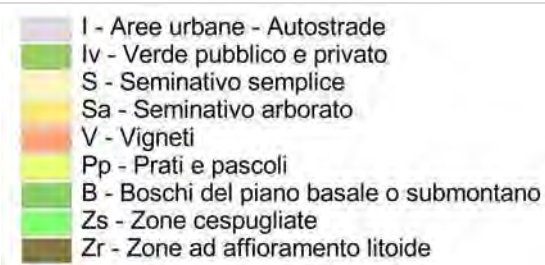 I - Aree urbane - Autostrade
Iv - Verde pubblico e privato
S - Seminativo semplice
Sa - Seminativo arborato
V - Vigneti
Pp - Prati e pascoli
B - Boschi del piano basale o submontano
Zs - Zone cespugliate
Zr - Zone ad affioramento litoide